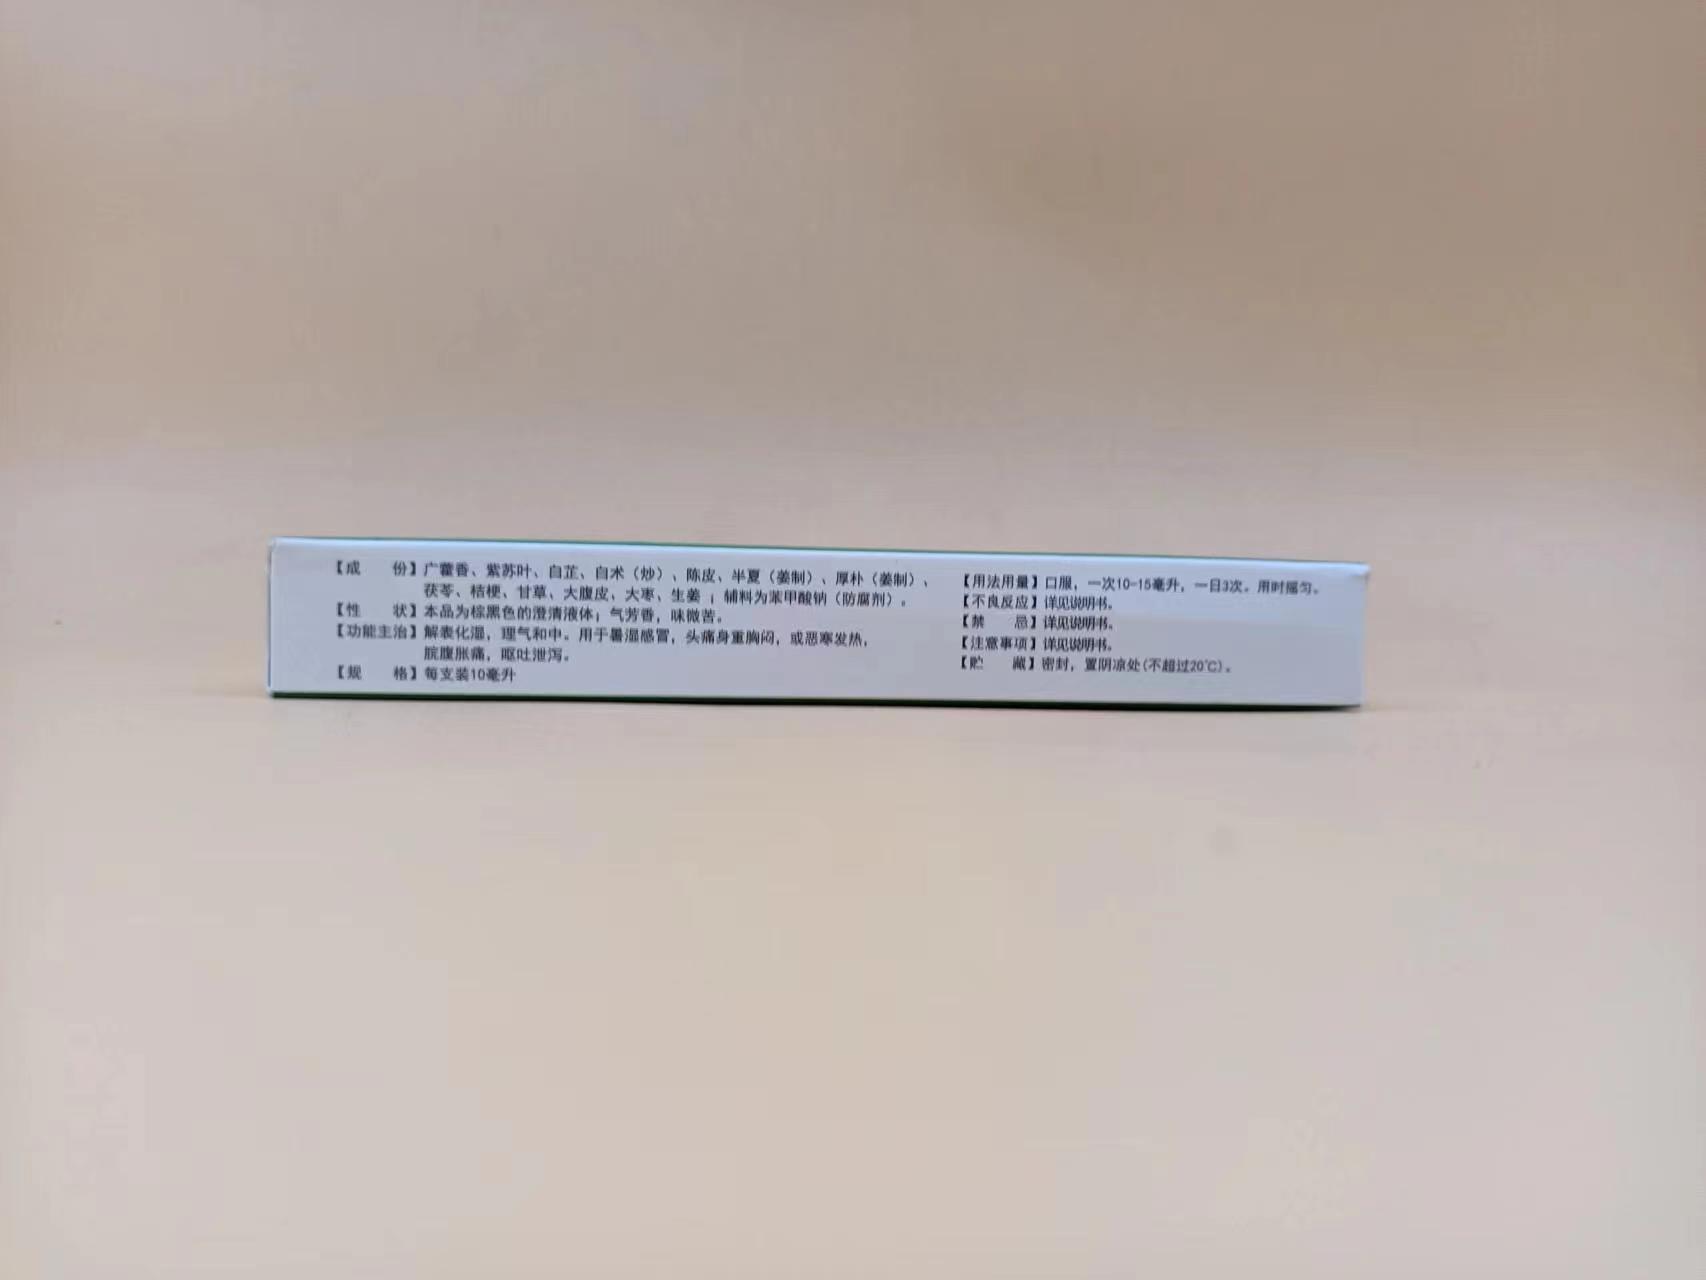 【成　　份】广藿香、紫苏叶、白芷、白术（炒）、陈皮、半夏（姜制）、厚朴（姜制）、
茯苓、桔梗、甘草、大腹皮、大枣、生姜；辅料为苯甲酸钠（防腐剂）。
【性　　状】本品为棕黑色的澄清液体；气芳香，味微苦。
【功能主治】解表化湿，理气和中。用于暑湿感冒，头痛身重胸闷，或恶寒发热，
脘腹胀痛，呕吐泄泻。
【规　　格】每支装10毫升
【用法用量】口服，一次10-15毫升，一日3次。用时摇匀。
【不良反应】详见说明书。
【禁　　忌】详见说明书。
【注意事项】详见说明书。
【贮　　藏】密封，置阴凉处(不超过20℃)。